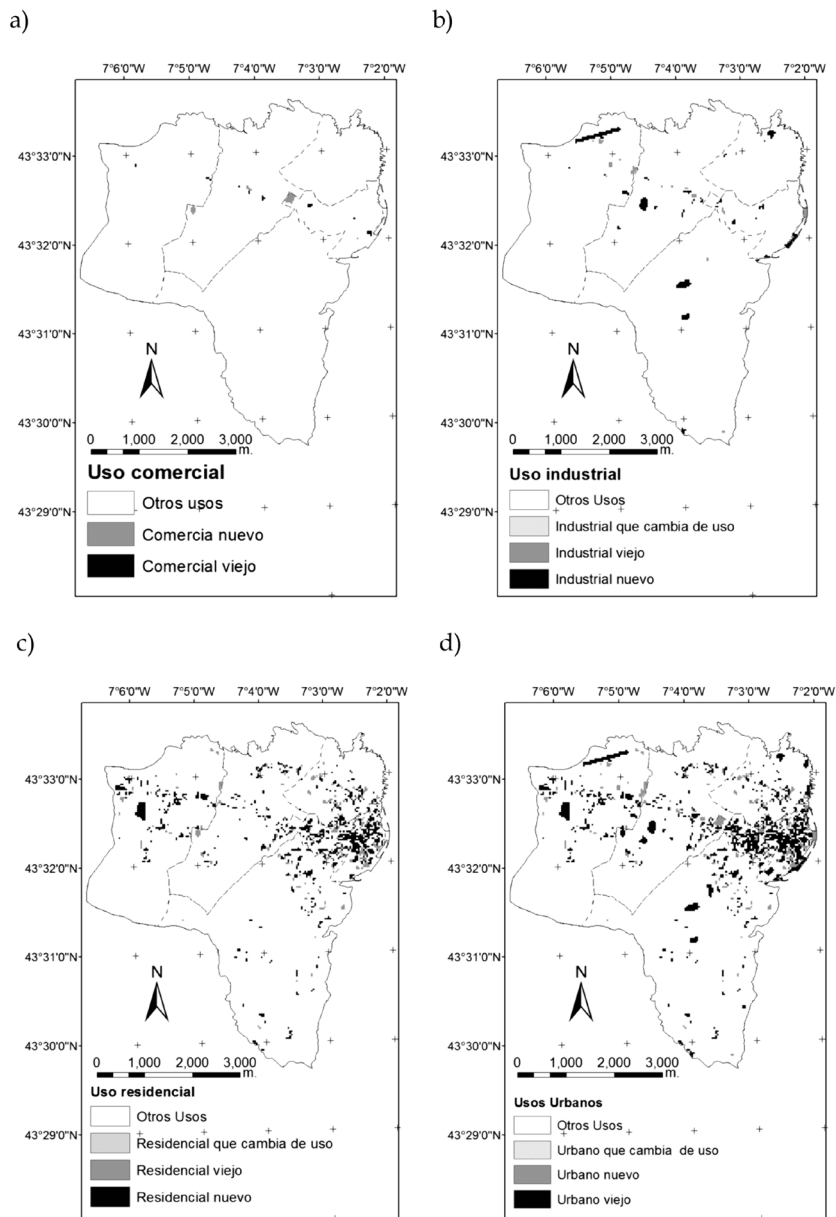 a)
7°6'0"W 7°5'0"W 7°4'0"W 7°3'0"W 7°2'0"W
43°33'0"N
43°32'0"N
43°31'0"N
43°30'0"N
43°29'0"N
N
0 1,000 2,000 3,000
m.
Uso comercial
Otros usos
Comercia nuevo
Comercial viejo
b)
7°6'0"W 7°5'0"W 7°4'0"W 7°3'0"W 7°2'0"W
43°33'0"N
43°32'0"N
43°31'0"N
43°30'0"N
43°29'0"N
N
0 1,000 2,000 3,000
m.
Uso industrial
Otros Usos
Industrial que cambia de uso
Industrial viejo
Industrial nuevo
c)
7°6'0"W 7°5'0"W 7°4'0"W 7°3'0"W 7°2'0"W
43°33'0"N
43°32'0"N
43°31'0"N
43°30'0"N
43°29'0"N
N
0 1,000 2,000 3,000
m.
Uso residencial
Otros Usos
Residencial que cambia de uso
Residencial viejo
Residencial nuevo
d)
7°6'0"W 7°5'0"W 7°4'0"W 7°3'0"W 7°2'0"W
43°33'0"N
43°32'0"N
43°31'0"N
43°30'0"N
43°29'0"N
N
0 1,000 2,000 3,000
m.
Usos Urbanos
Otros Usos
Urbano que cambia de uso
Urbano nuevo
Urbano viejo